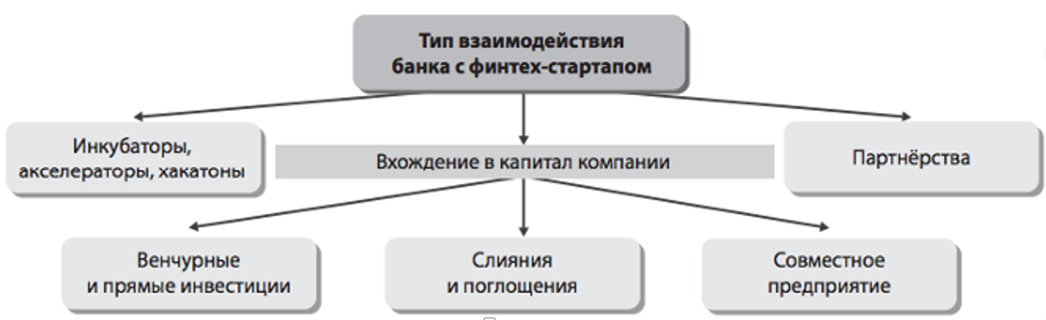 Тип взаимодействия
банка с финтех-стартапом
Инкубаторы,
акселераторы, хакатоны
Вхождение в капитал компании
Партнёрства
Венчурные
и прямые инвестиции
Слияния
и поглощения
Совместное
предприятие